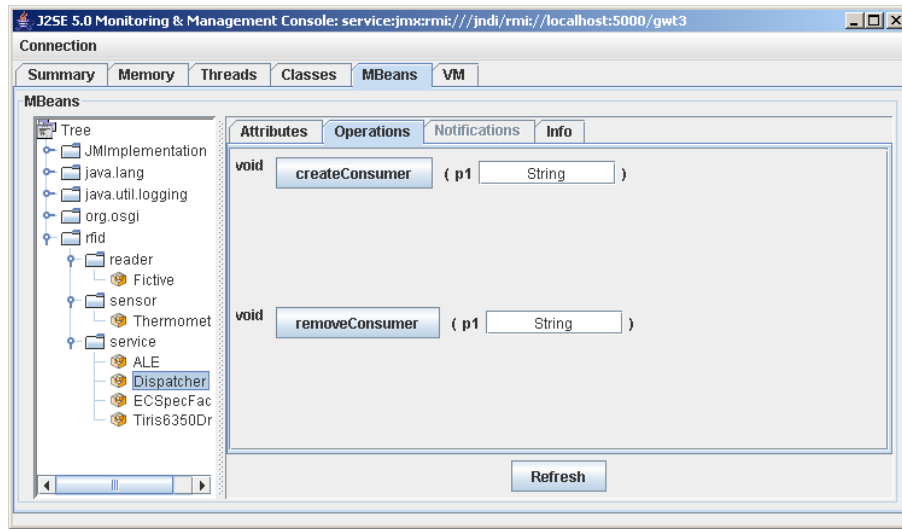 J2SE 5.0 Monitoring & Management Console: service:jmx:rmi:///jndi/rmi://localhost:5000/gwt3
Connection
Summary Memory Threads Classes MBeans VM
MBeans
Tree
JMImplementation
java.lang
java.util.logging
org.osgi
rfid
reader
Fictive
sensor
Thermomet
service
ALE
Dispatcher
ECSpecFac
Tiris6350Dr
Attributes Operations Notifications Info
void createConsumer ( p1 String )
void removeConsumer ( p1 String )
Refresh